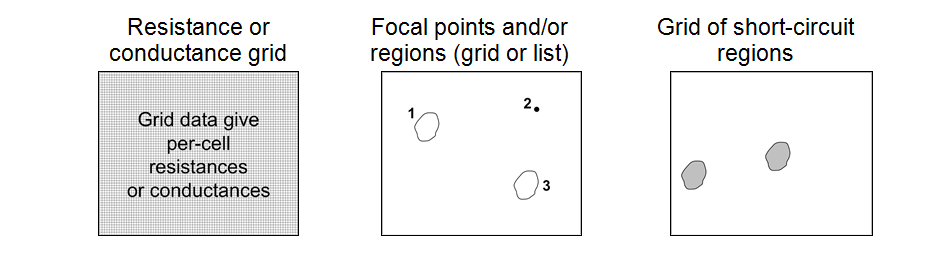 Resistance or
conductance grid
Grid data give
per-cell
resistances
or conductances
Focal points and/or
regions (grid or list)
1
2
3
Grid of short-circuit
regions